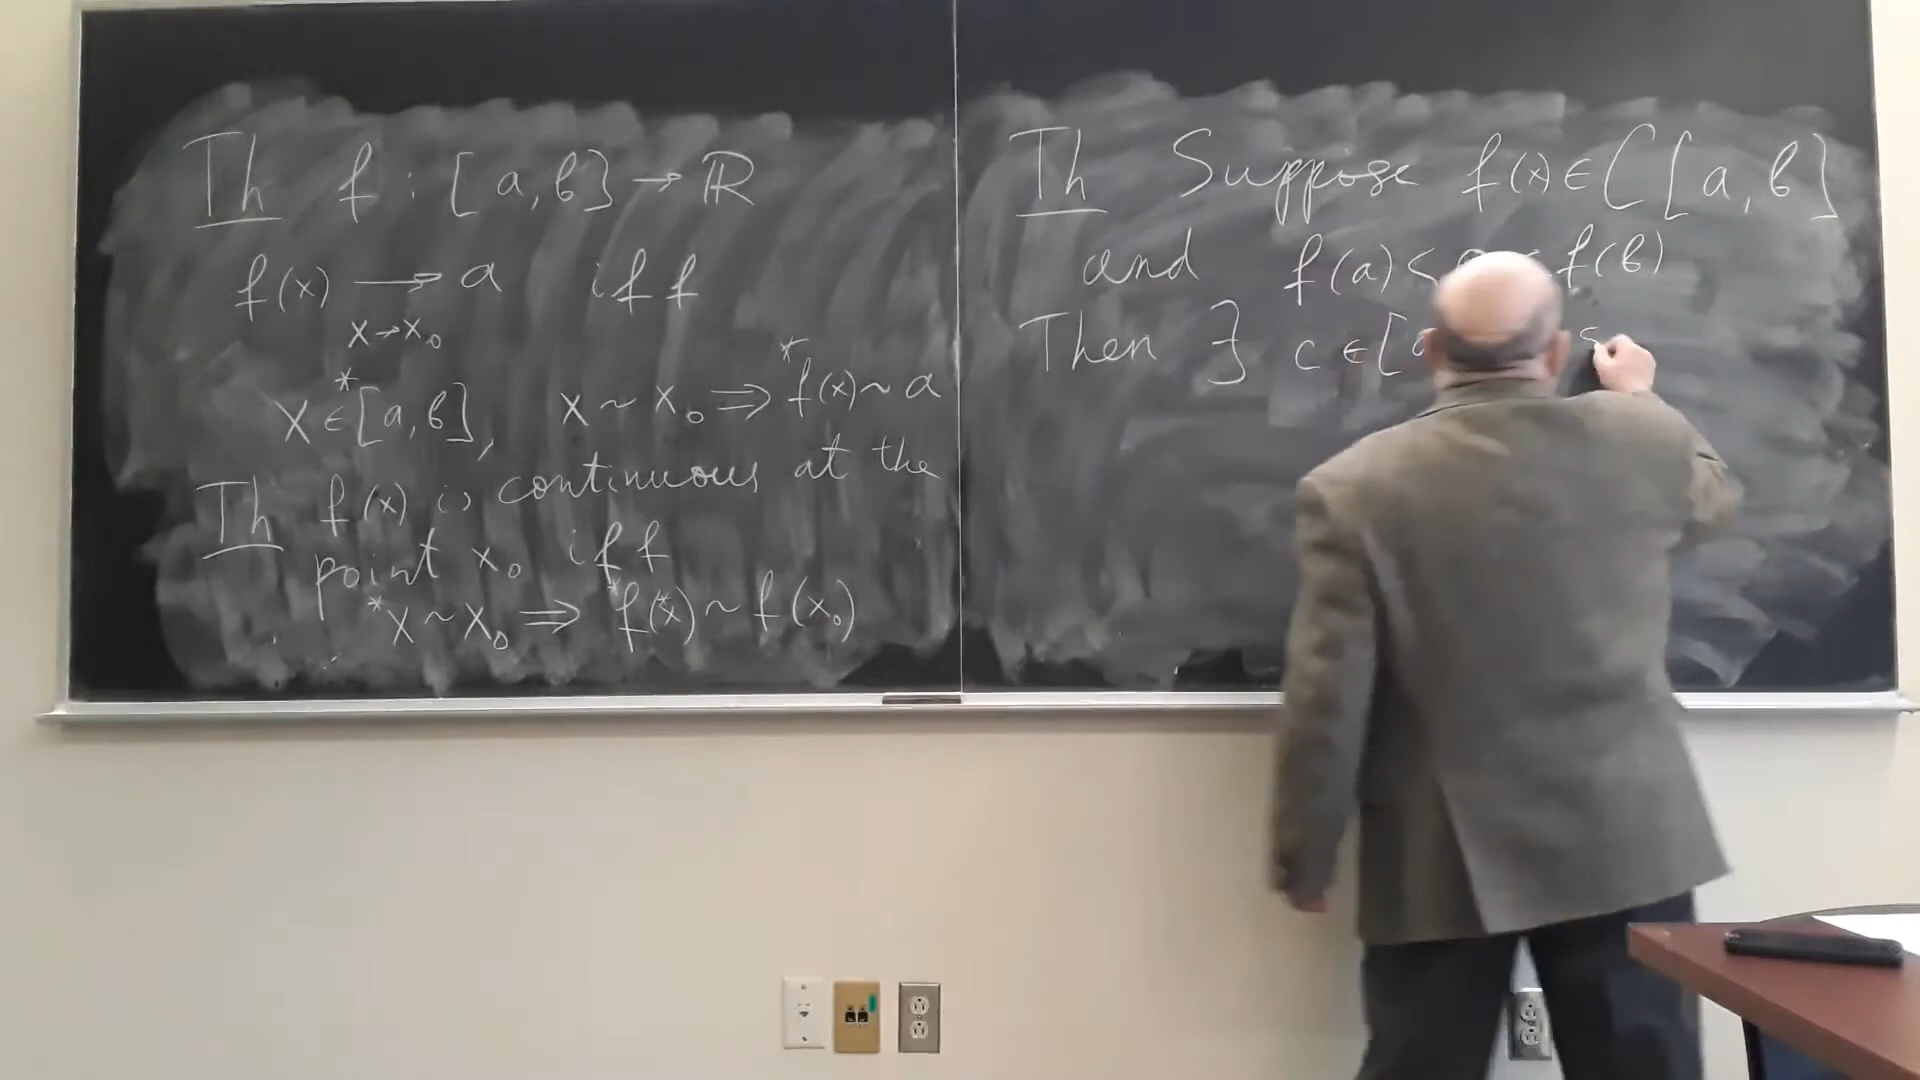 Th f : [a,b] → ℝ
f(x) → a iff
x→x₀
x ∈ *[a,b], x ~ x₀ ⇒ *f(x) ~ a
Th f(x) is continuous at the
point x₀ iff
*x ~ x₀ ⇒ *f(*x) ~ f(x₀)
Th Suppose f(x) ∈ C[a,b]
and f(a) < f(b)
Then ∃ c ∈ [